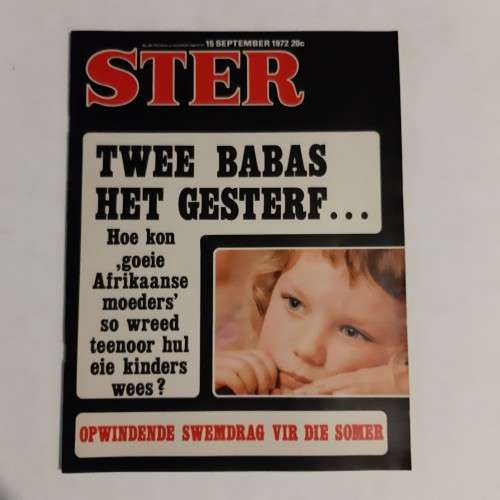 15 SEPTEMBER 1972 20c
STER
TWEE BABAS
HET GESTERF...
Hoe kon
‚goeie
Afrikaanse
moeders’
so wreed
teenoor hul
eie kinders
wees?
OPWINDENDE SWEMDRAG VIR DIE SOMER